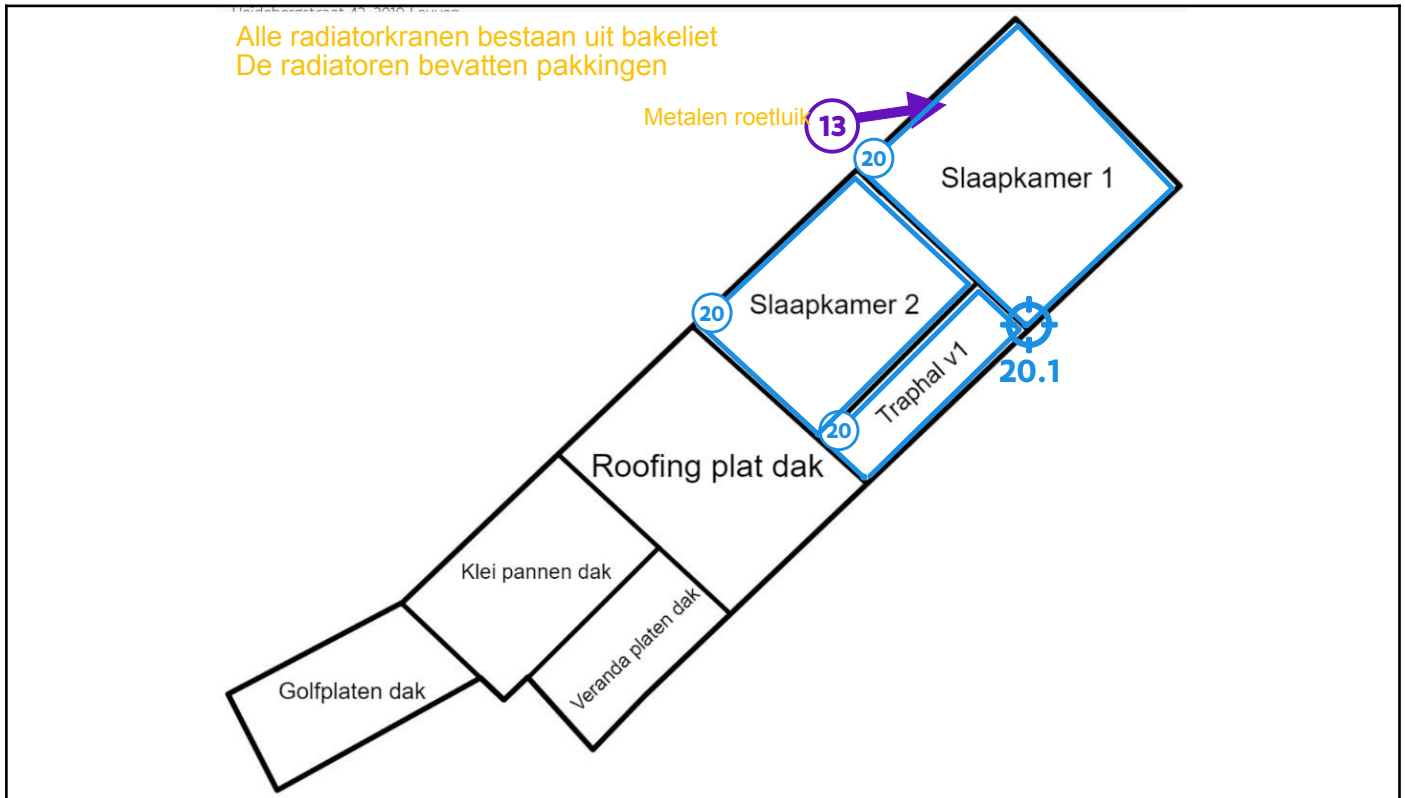 Alle radiatorkranen bestaan uit bakeliet
De radiatoren bevatten pakkingen
Metalen roetluik
13
20
Slaapkamer 1
20
Slaapkamer 2
20.1
Traphal v1
20
Roofing plat dak
Klei pannen dak
Veranda platen dak
Golfplaten dak